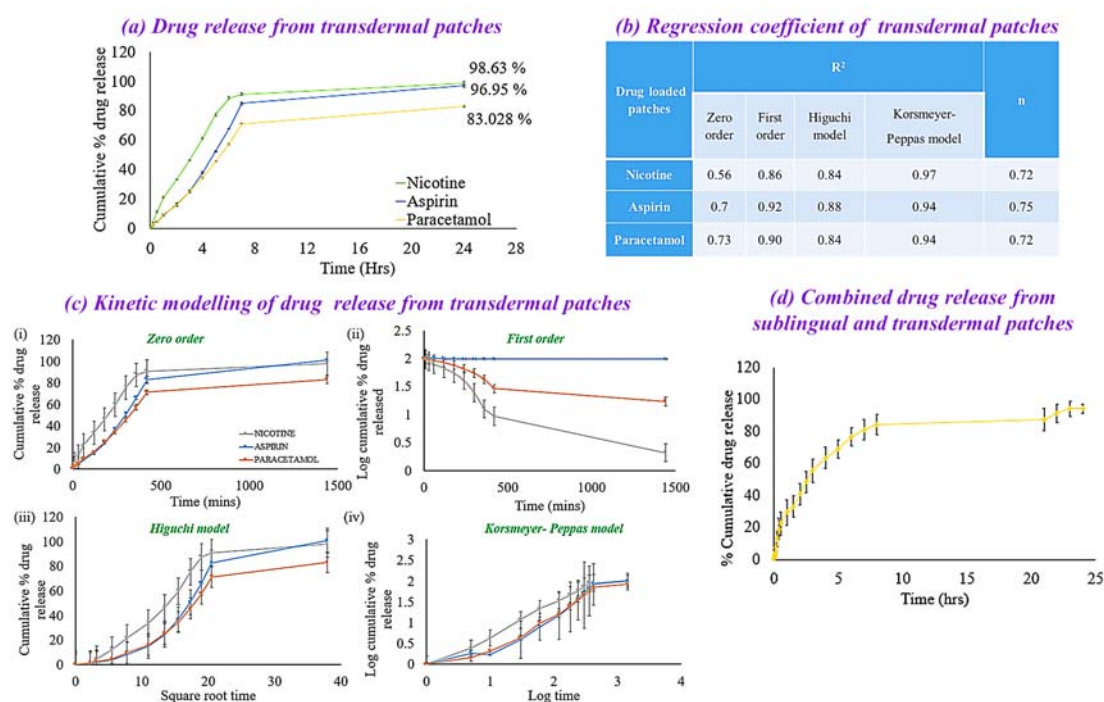 (a) Drug release from transdermal patches
Cumulative % drug release
120
100
80
60
40
20
0
98.63 %
96.95 %
83.028 %
Nicotine
Aspirin
Paracetamol
0 4 8 12 16 20 24 28
Time (Hrs)
(b) Regression coefficient of transdermal patches
Drug loaded patches
R²
n
Zero order
First order
Higuchi model
Korsmeyer-Peppas model
Nicotine 0.56 0.86 0.84 0.97 0.72
Aspirin 0.7 0.92 0.88 0.94 0.75
Paracetamol 0.73 0.90 0.84 0.94 0.72
(c) Kinetic modelling of drug release from transdermal patches
(i)
Zero order
Cumulative % drug
release
120
100
80
60
40
20
0
NICOTINE
ASPIRIN
PARACETAMOL
0 500 1000 1500
Time (mins)
(ii)
First order
Log cumulative % drug
released
2.5
2
1.5
1
0.5
0
0 500 1000 1500
Time (mins)
(iii)
Higuchi model
Cumulative % drug
release
120
100
80
60
40
20
0
0 10 20 30 40
Square root time
(iv)
Korsmeyer- Peppas model
Log cumulative % drug
release
3
2.5
2
1.5
1
0.5
0
0 1 2 3 4
Log time
(d) Combined drug release from
sublingual and transdermal patches
% Cumulative drug release
120
100
80
60
40
20
0
0 5 10 15 20 25
Time (hrs)